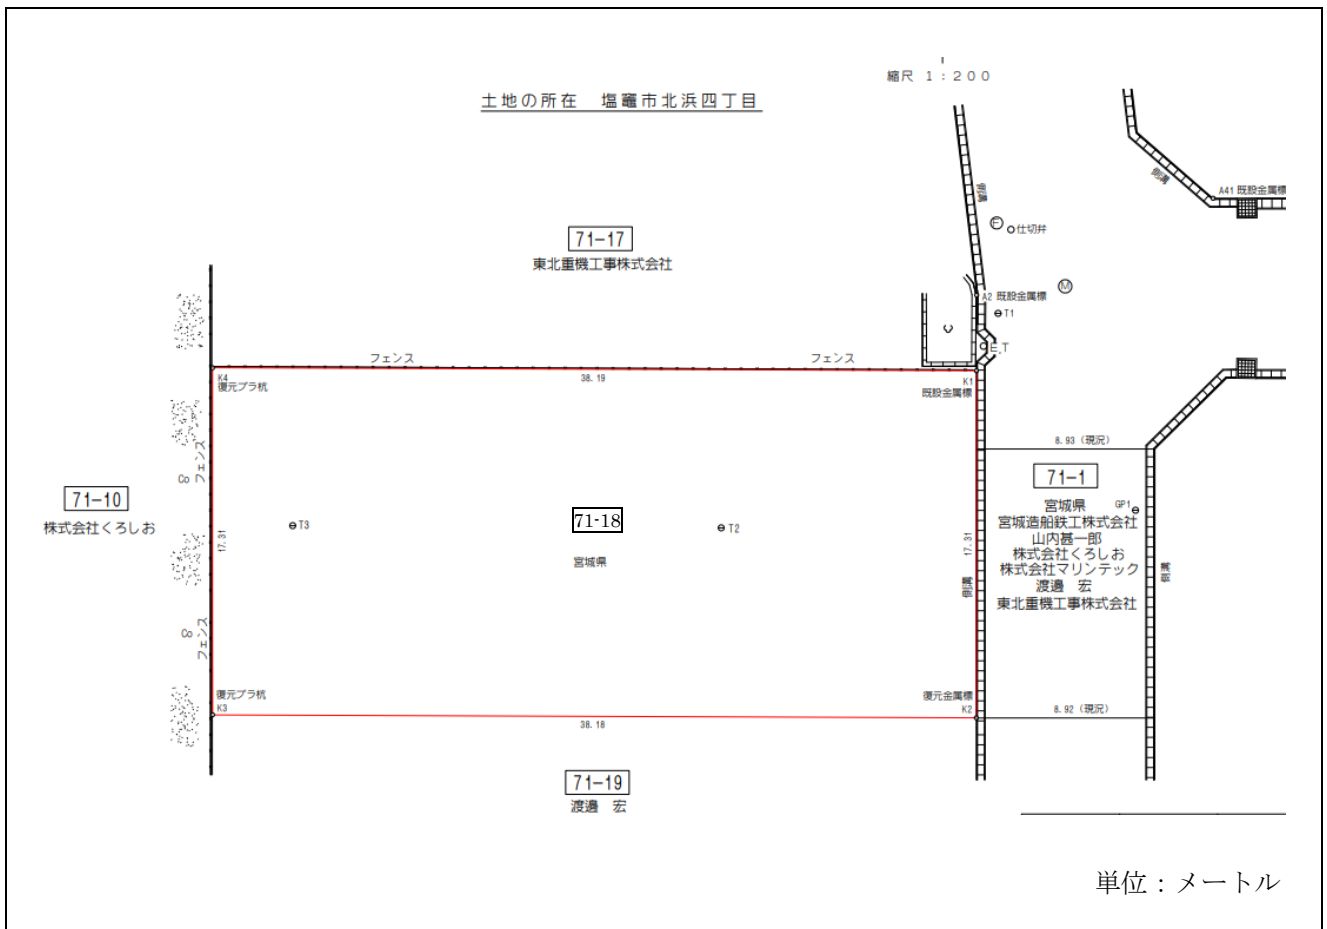 縮尺 1:200
土地の所在 塩竈市北浜四丁目
側溝
側溝
A41 既設金属標
F
仕切弁
71-17
東北重機工事株式会社
M
A2 既設金属標
T1
E.T
フェンス
フェンス
K4
復元プラ杭
38.19
K1
既設金属標
8.93 (現況)
フェンス
Co
71-10
株式会社くろしお
71-1
宮城県
宮城造船鉄工株式会社
山内甚一郎
株式会社くろしお
株式会社マリンテック
渡邉 宏
東北重機工事株式会社
GP1
T3
71-18
T2
宮城県
17.31
17.31
側溝
側溝
Co
フェンス
復元プラ杭
K3
復元金属標
K2
38.18
8.92 (現況)
71-19
渡邉 宏
単位:メートル